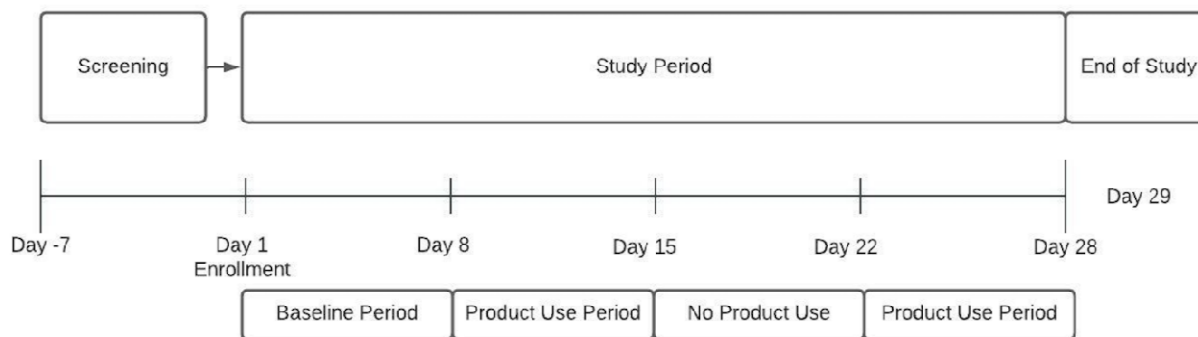 Screening
Study Period
End of Study
Day 29
Day -7
Day 1
Enrollment
Day 8
Day 15
Day 22
Day 28
Baseline Period
Product Use Period
No Product Use
Product Use Period